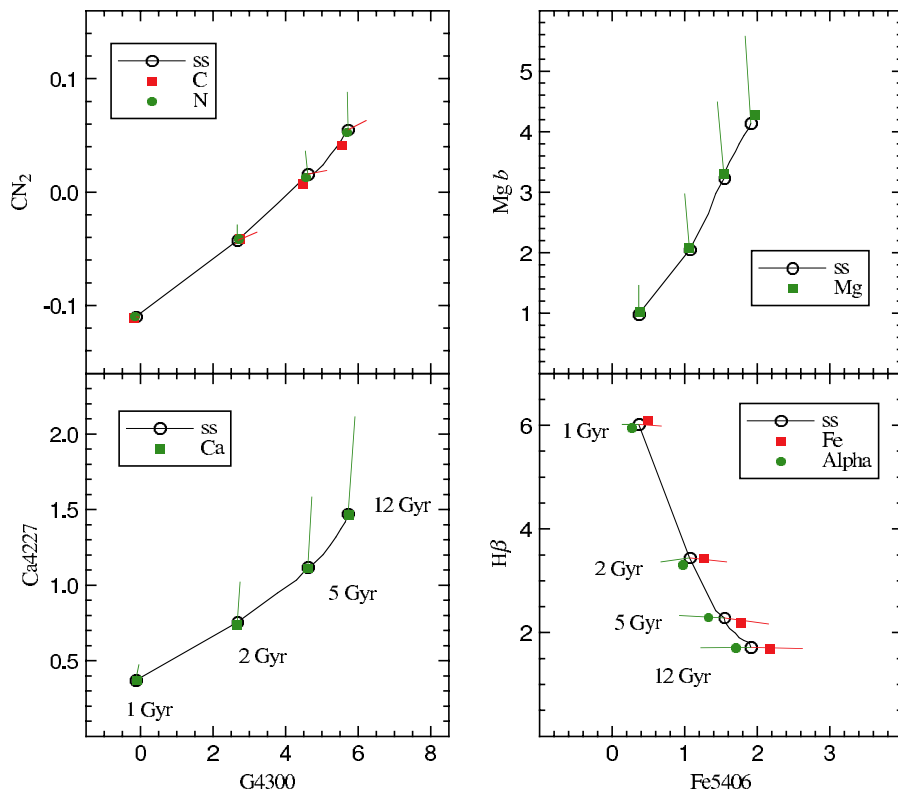 0.1
0.0
-0.1
CN2
ss
C
N
5
4
3
2
1
Mg b
ss
Mg
2.0
1.5
1.0
0.5
Ca4227
ss
Ca
12 Gyr
5 Gyr
2 Gyr
1 Gyr
0 2 4 6 8
G4300
6
4
2
Hβ
ss
Fe
Alpha
1 Gyr
2 Gyr
5 Gyr
12 Gyr
0 1 2 3
Fe5406